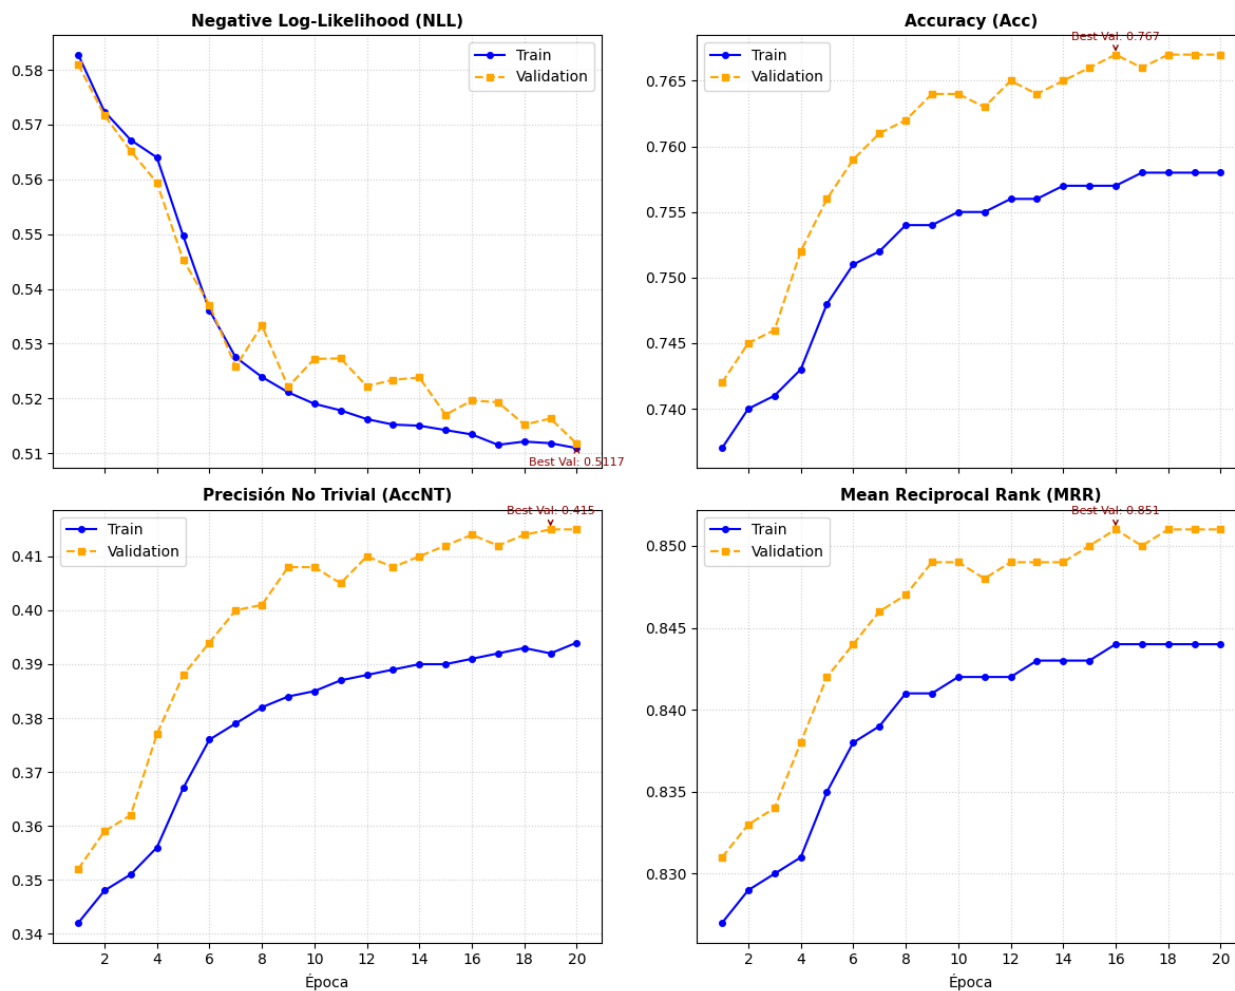 Negative Log-Likelihood (NLL)
Train
Validation
0.58
0.57
0.56
0.55
0.54
0.53
0.52
0.51
Best Val: 0.5117
Accuracy (Acc)
Best Val: 0.767
Train
Validation
0.765
0.760
0.755
0.750
0.745
0.740
Precisión No Trivial (AccNT)
Best Val: 0.415
Train
Validation
0.41
0.40
0.39
0.38
0.37
0.36
0.35
0.34
2 4 6 8 10 12 14 16 18 20
Época
Mean Reciprocal Rank (MRR)
Best Val: 0.851
Train
Validation
0.850
0.845
0.840
0.835
0.830
2 4 6 8 10 12 14 16 18 20
Época